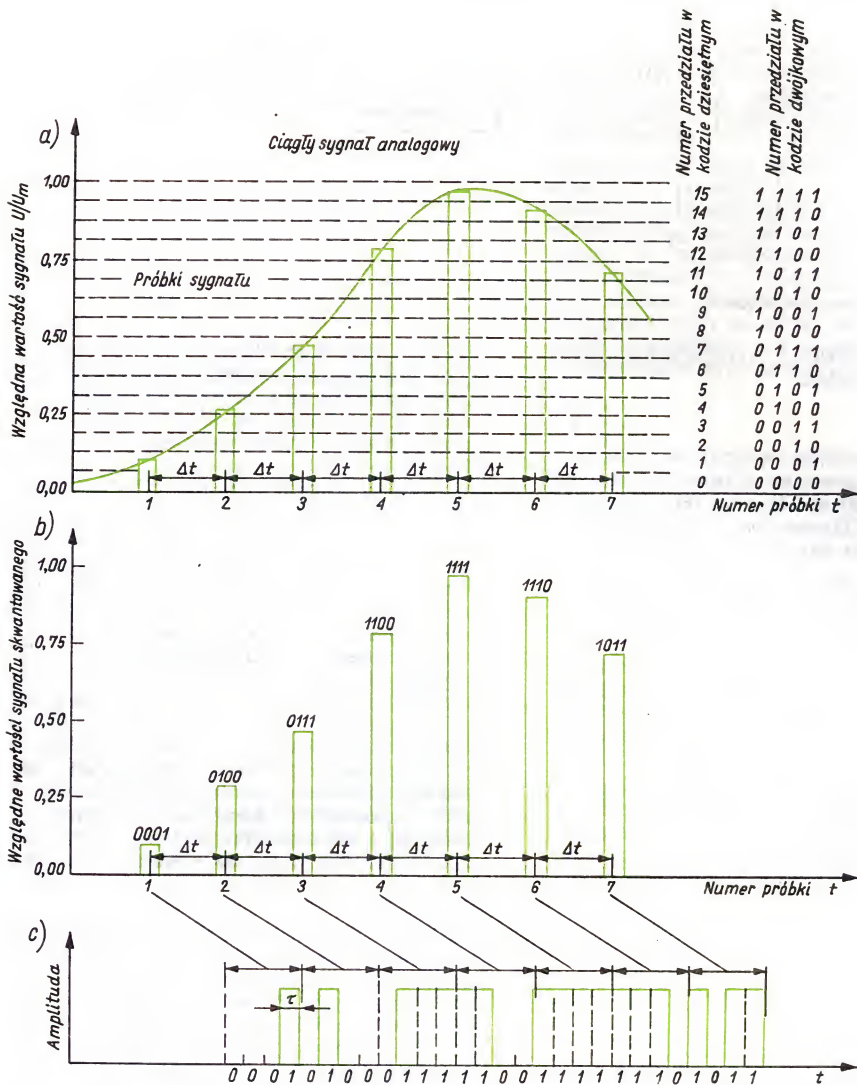 a)
Ciągły sygnał analogowy
Względna wartość sygnału U/Um
1,00
0,75
0,50
0,25
0,00
Próbki sygnału
Δt Δt Δt Δt Δt Δt
1 2 3 4 5 6 7 Numer próbki t
Numer przedziału w
kodzie dziesiętnym
Numer przedziału w
kodzie dwójkowym
15 1 1 1 1
14 1 1 1 0
13 1 1 0 1
12 1 1 0 0
11 1 0 1 1
10 1 0 1 0
9 1 0 0 1
8 1 0 0 0
7 0 1 1 1
6 0 1 1 0
5 0 1 0 1
4 0 1 0 0
3 0 0 1 1
2 0 0 1 0
1 0 0 0 1
0 0 0 0 0
b)
Względne wartości sygnału skwantowanego
1,00
0,75
0,50
0,25
0,00
0001 0100 0111 1100 1111 1110 1011
Δt Δt Δt Δt Δt Δt
1 2 3 4 5 6 7 Numer próbki t
c)
Amplituda
τ
0 0 0 1 0 1 0 0 0 1 1 1 1 1 0 0 1 1 1 1 1 1 1 0 1 0 1 1 t